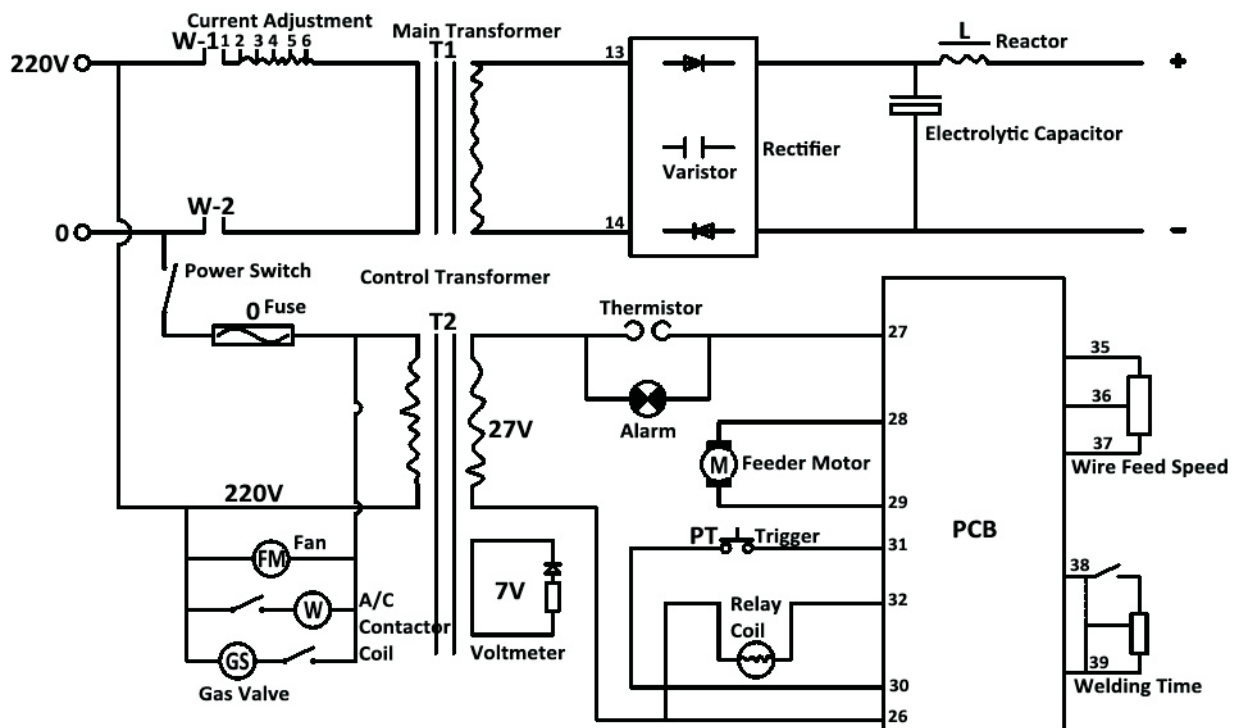 Current Adjustment
W-1 1 2 3 4 5 6
Main Transformer
T1
220V
13
L
Reactor
+
Electrolytic Capacitor
Rectifier
Varistor
W-2
0
14
-
Power Switch
Control Transformer
0 Fuse
T2
Thermistor
27
35
36
37
Wire Feed Speed
Alarm
28
27V
M
Feeder Motor
29
220V
PCB
PT
Trigger
31
FM
Fan
38
7V
W
A/C
Contactor
Coil
Relay
Coil
32
Voltmeter
GS
Gas Valve
39
Welding Time
30
26